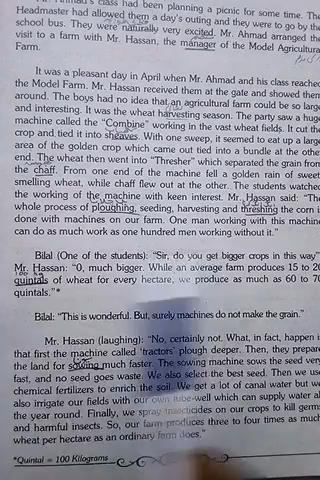 class had been planning a picnic for some time. The
Headmaster had allowed them a day's outing and they were to go by the
school bus. They were naturally very excited. Mr. Ahmad arranged the
visit to a farm with Mr. Hassan, the manager of the Model Agricultura
Farm.
It was a pleasant day in April when Mr. Ahmad and his class reached
the Model Farm. Mr. Hassan received them at the gate and showed them
around. The boys had no idea that an agricultural farm could be so large
and interesting. It was the wheat harvesting season. The party saw a huge
machine called the "Combine" working in the vast wheat fields. It cut the
crop and tied it into sheaves. With one sweep, it seemed to eat up a large
area of the golden crop which came out tied into a bundle at the other
end. The wheat then went into "Thresher" which separated the grain from
the chaff. From one end of the machine fell a golden rain of sweet
smelling wheat, while chaff flew out at the other. The students watched
the working of the machine with keen interest. Mr. Hassan said: "The
whole process of ploughing, seeding, harvesting and threshing the corn is
done with machines on our farm. One man working with this machine
can do as much work as one hundred men working without it."
Bilal (One of the students): "Sir, do you get bigger crops in this way"
Mr. Hassan: "O, much bigger. While an average farm produces 15 to 20
quintals of wheat for every hectare, we produce as much as 60 to 70
quintals."*
Bilal: "This is wonderful. But, surely machines do not make the grain."
Mr. Hassan (laughing): "No, certainly not. What, in fact, happen is
that first the machine called 'tractors' plough deeper. Then, they prepare
the land for sowing much faster. The sowing machine sows the seed very
fast, and no seed goes waste. We also select the best seed. Then we use
chemical fertilizers to enrich the soil. We get a lot of canal water but we
also irrigate our fields with our own tube-well which can supply water al
the year round. Finally, we spray insecticides on our crops to kill germs
and harmful insects. So, our farm produces three to four times as much
wheat per hectare as an ordinary farm does."
*Quintal = 100 Kilograms